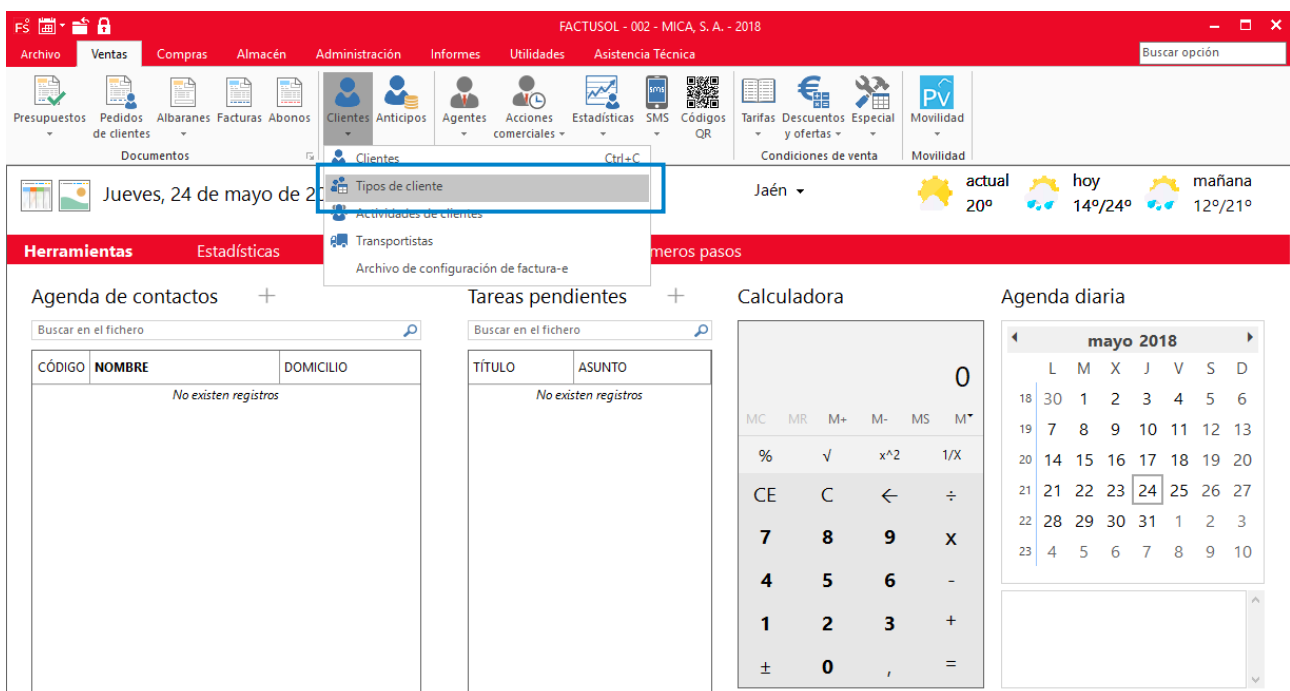 FS FACTUSOL - 002 - MICA, S. A. - 2018
Archivo Ventas Compras Almacén Administración Informes Utilidades Asistencia Técnica Buscar opción
Presupuestos Pedidos de clientes Albaranes Facturas Abonos Clientes Anticipos Agentes Acciones comerciales Estadísticas SMS Códigos QR Tarifas Descuentos y ofertas Especial Movilidad
Documentos Condiciones de venta Movilidad
Clientes Ctrl+C
Tipos de cliente
Actividades de clientes
Transportistas
Archivo de configuración de factura-e
Jueves, 24 de mayo de 20
Jaén
actual 20º
hoy 14º/24º
mañana 12º/21º
Herramientas Estadísticas meros pasos
Agenda de contactos +
Buscar en el fichero
CÓDIGO NOMBRE DOMICILIO
No existen registros
Tareas pendientes +
Buscar en el fichero
TÍTULO ASUNTO
No existen registros
Calculadora
0
MC MR M+ M- MS M
% √ x^2 1/X
CE C ← ÷
7 8 9 x
4 5 6 -
1 2 3 +
± 0 , =
Agenda diaria
mayo 2018
L M X J V S D
18 30 1 2 3 4 5 6
19 7 8 9 10 11 12 13
20 14 15 16 17 18 19 20
21 21 22 23 24 25 26 27
22 28 29 30 31 1 2 3
23 4 5 6 7 8 9 10